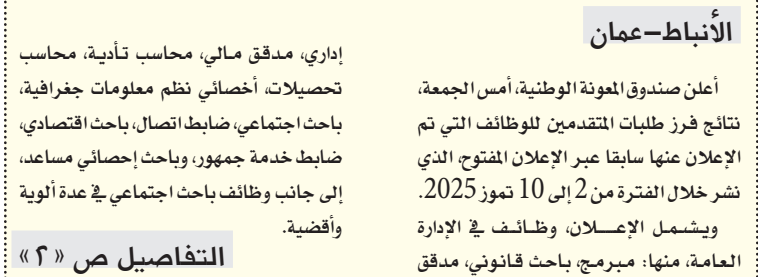 الأنباط–عمان
أعلن صندوق المعونة الوطنية، أمس الجمعة،
نتائج فرز طلبات المتقدمين للوظائف التي تم
الإعلان عنها سابقا عبر الإعلان المفتوح، الذي
نشر خلال الفترة من 2 إلى 10 تموز 2025.
ويشمل الإعــــلان، وظــائــف في الإدارة
العامة، منها: مبرمج، باحث قانوني، مدقق
إداري، مدقق مالي، محاسب تأدية، محاسب
تحصيلات، أخصائي نظم معلومات جغرافية،
باحث اجتماعي، ضابط اتصال، باحث اقتصادي،
ضابط خدمة جمهور، وباحث إحصائي مساعد،
إلى جانب وظائف باحث اجتماعي في عدة ألوية
وأقضية.
التفاصيل ص «٢»